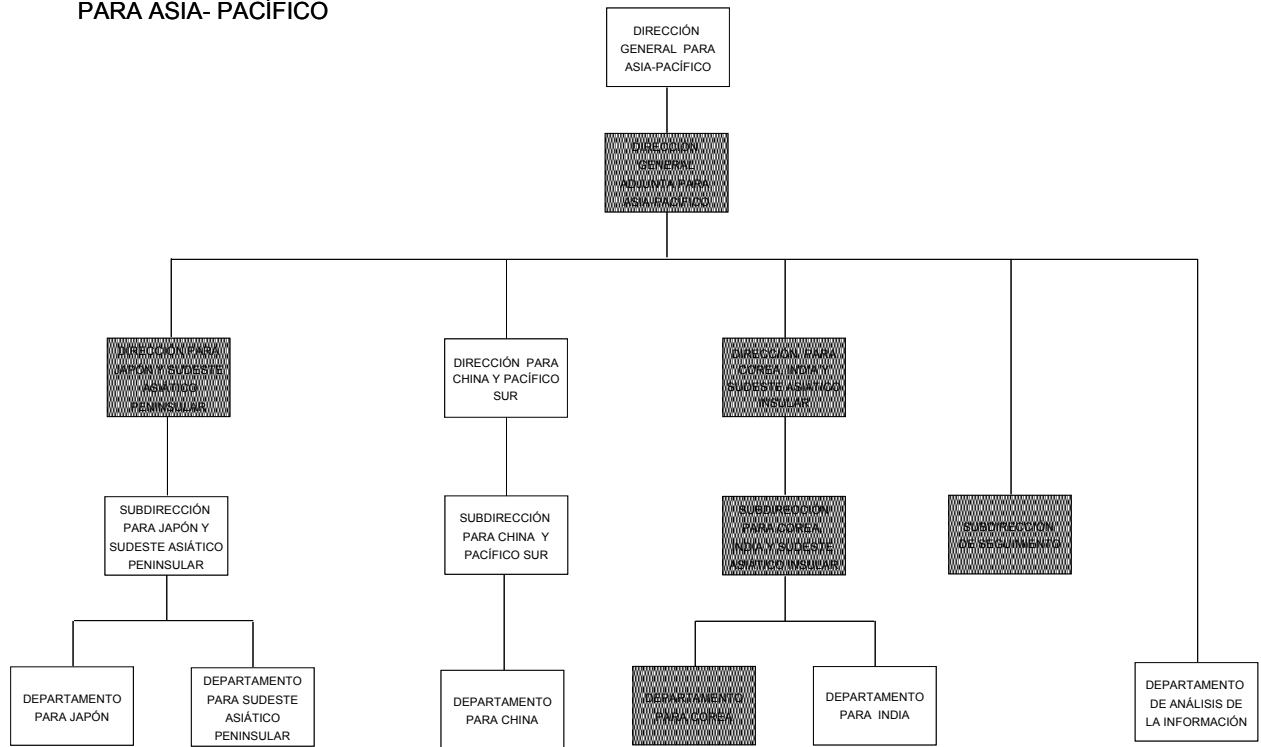 PARA ASIA- PACÍFICO
DIRECCIÓN
GENERAL PARA
ASIA-PACÍFICO
DIRECCIÓN
GENERAL
ADJUNTA PARA
ASIA-PACÍFICO
DIRECCIÓN PARA
JAPÓN Y SUDESTE
ASIÁTICO
PENINSULAR
DIRECCIÓN PARA
CHINA Y PACÍFICO
SUR
DIRECCIÓN PARA
COREA, INDIA Y
SUDESTE ASIÁTICO
INSULAR
SUBDIRECCIÓN
PARA JAPÓN Y
SUDESTE ASIÁTICO
PENINSULAR
SUBDIRECCIÓN
PARA CHINA Y
PACÍFICO SUR
SUBDIRECCIÓN
PARA COREA,
INDIA Y SUDESTE
ASIÁTICO INSULAR
SUBDIRECCIÓN
DE SEGUIMIENTO
DEPARTAMENTO
PARA JAPÓN
DEPARTAMENTO
PARA SUDESTE
ASIÁTICO
PENINSULAR
DEPARTAMENTO
PARA CHINA
DEPARTAMENTO
PARA COREA
DEPARTAMENTO
PARA INDIA
DEPARTAMENTO
DE ANÁLISIS DE
LA INFORMACIÓN